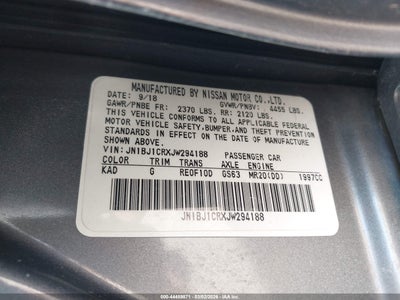 MANUFACTURED BY NISSAN MOTOR CO.,LTD.
DATE: 9/18 GVWR/PNBV: 4455 LBS.
GAWR/PNBE FR: 2370 LBS. RR: 2120 LBS.
THIS VEHICLE CONFORMS TO ALL APPLICABLE FEDERAL
MOTOR VEHICLE SAFETY, BUMPER, AND THEFT PREVENTION
STANDARDS IN EFFECT ON THE DATE OF MANUFACTURE
SHOWN ABOVE.
VIN: JN1BJ1CRXJW294188 PASSENGER CAR
COLOR TRIM TRANS AXLE ENGINE
KAD G RE0F10D GS63 MR20(DD) 1997CC
JN1BJ1CRXJW294188